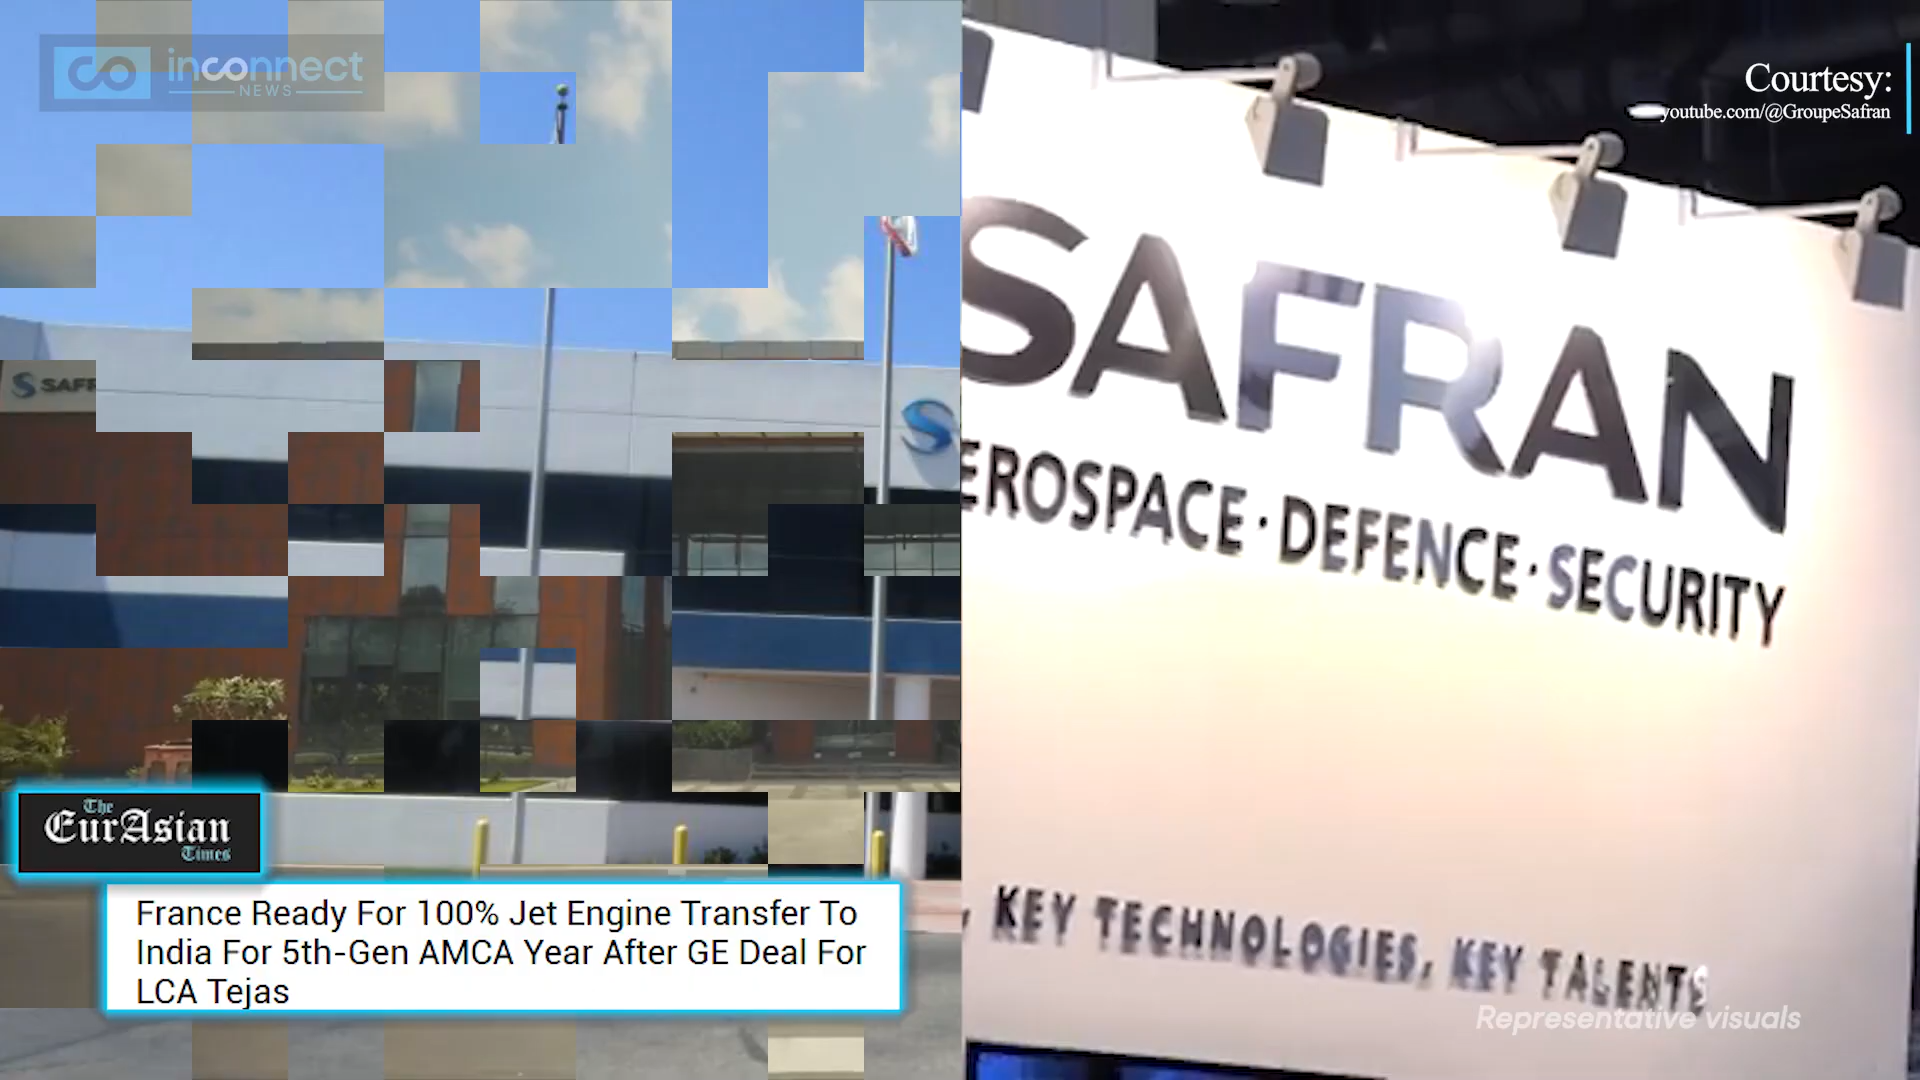 inconnect
NEWS
Courtesy:
youtube.com/@GroupeSafran
SAFRAN
EROSPACE·DEFENCE·SECURITY
SAFR
The
EurAsian
Times
France Ready For 100% Jet Engine Transfer To
India For 5th-Gen AMCA Year After GE Deal For
LCA Tejas
, KEY TECHNOLOGIES, KEY TALENTS
Representative visuals